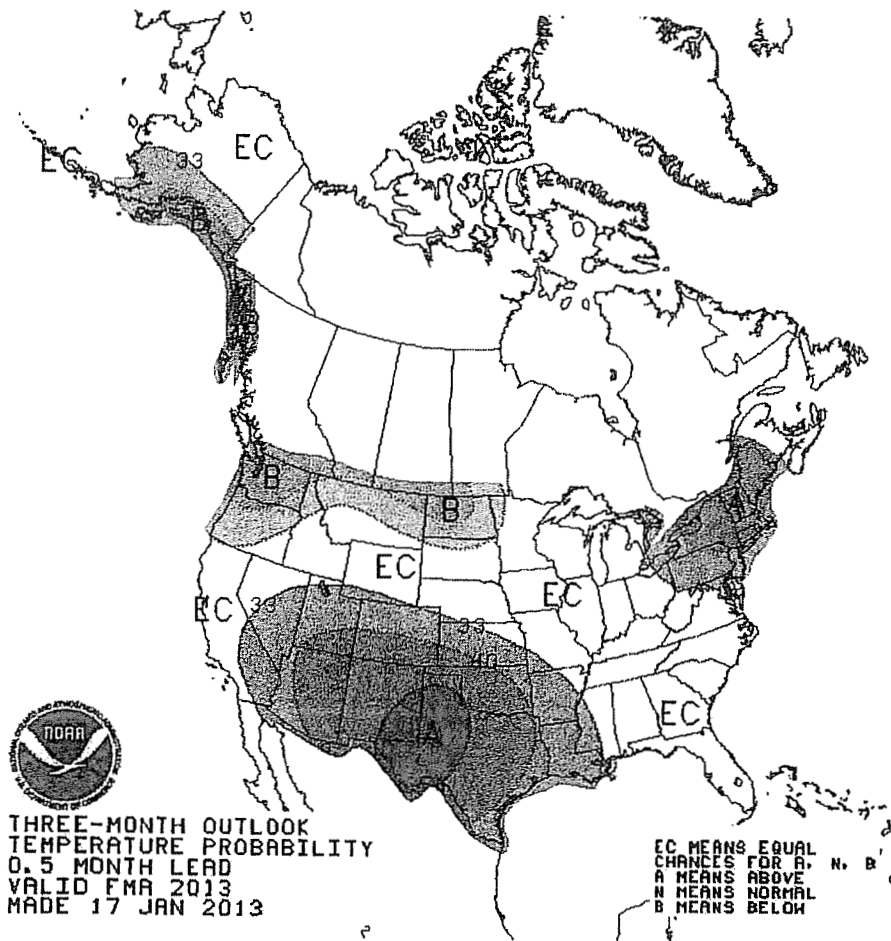 EC
33
EC
B
B
B
B
A
EC
EC
EC
33
33
40
A
EC
NOAA
THREE-MONTH OUTLOOK
TEMPERATURE PROBABILITY
0.5 MONTH LEAD
VALID FMA 2013
MADE 17 JAN 2013
EC MEANS EQUAL
CHANCES FOR A, N, B
A MEANS ABOVE
N MEANS NORMAL
B MEANS BELOW